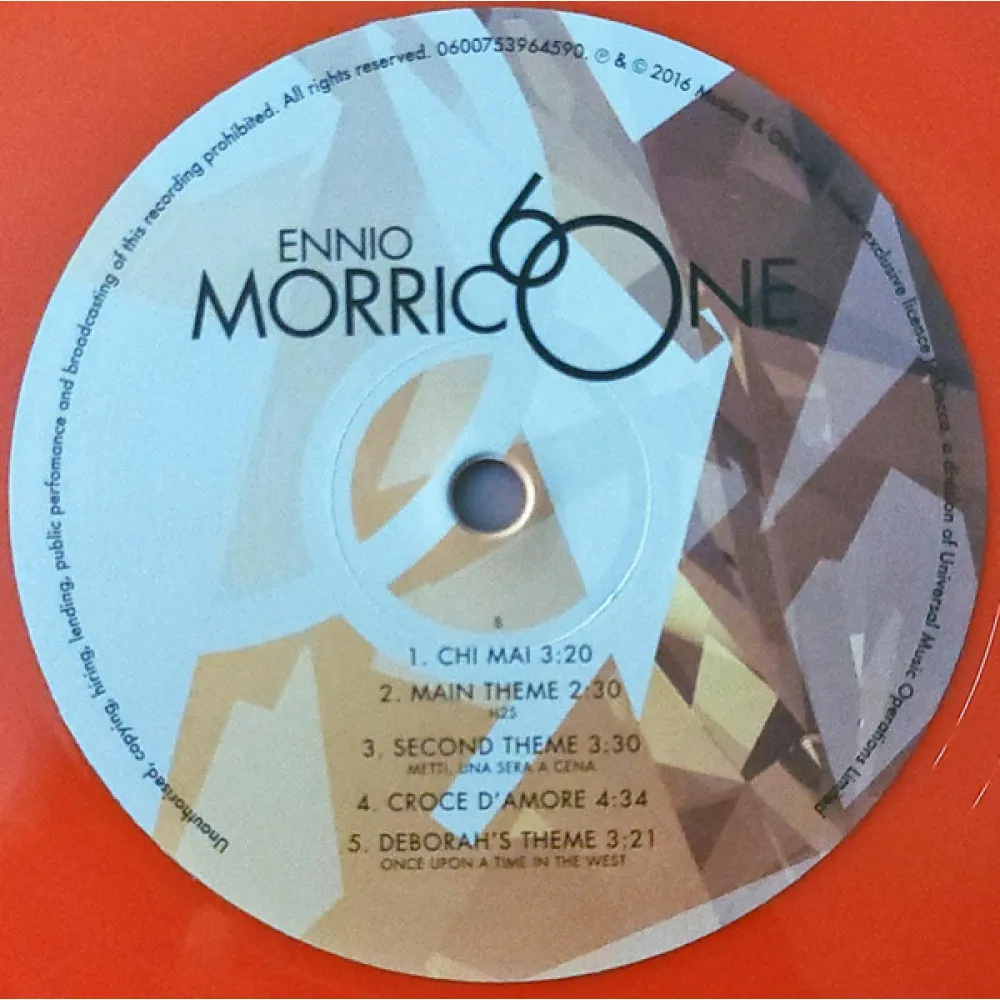 Unauthorised, copying, hiring, lending, public perfomance and broadcasting of this recording prohibited. All rights reserved. 0600753964590. ℗ & © 2016 & exclusive licence to Decca, a division of Universal Music Operations Limited
60
ENNIO
MORRICONE
1. CHI MAI 3:20
2. MAIN THEME 2:30
H2S
3. SECOND THEME 3:30
METTI, UNA SERA A CENA
4. CROCE D'AMORE 4:34
5. DEBORAH'S THEME 3;21
ONCE UPON A TIME IN THE WEST